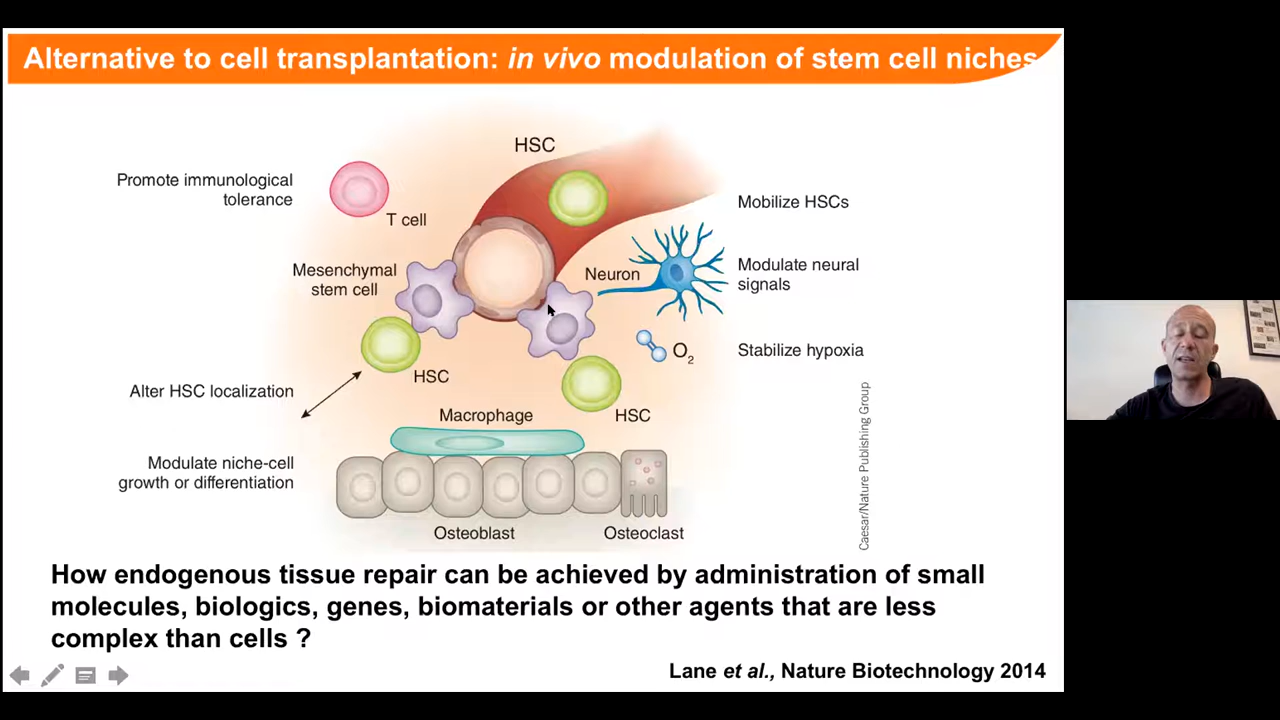 Alternative to cell transplantation: in vivo modulation of stem cell niches
HSC
Promote immunological
tolerance
T cell
Mobilize HSCs
Mesenchymal
stem cell
Neuron
Modulate neural
signals
O2
Stabilize hypoxia
HSC
Alter HSC localization
Macrophage
HSC
Modulate niche-cell
growth or differentiation
Osteoblast
Osteoclast
Caesar/Nature Publishing Group
How endogenous tissue repair can be achieved by administration of small
molecules, biologics, genes, biomaterials or other agents that are less
complex than cells ?
Lane et al., Nature Biotechnology 2014